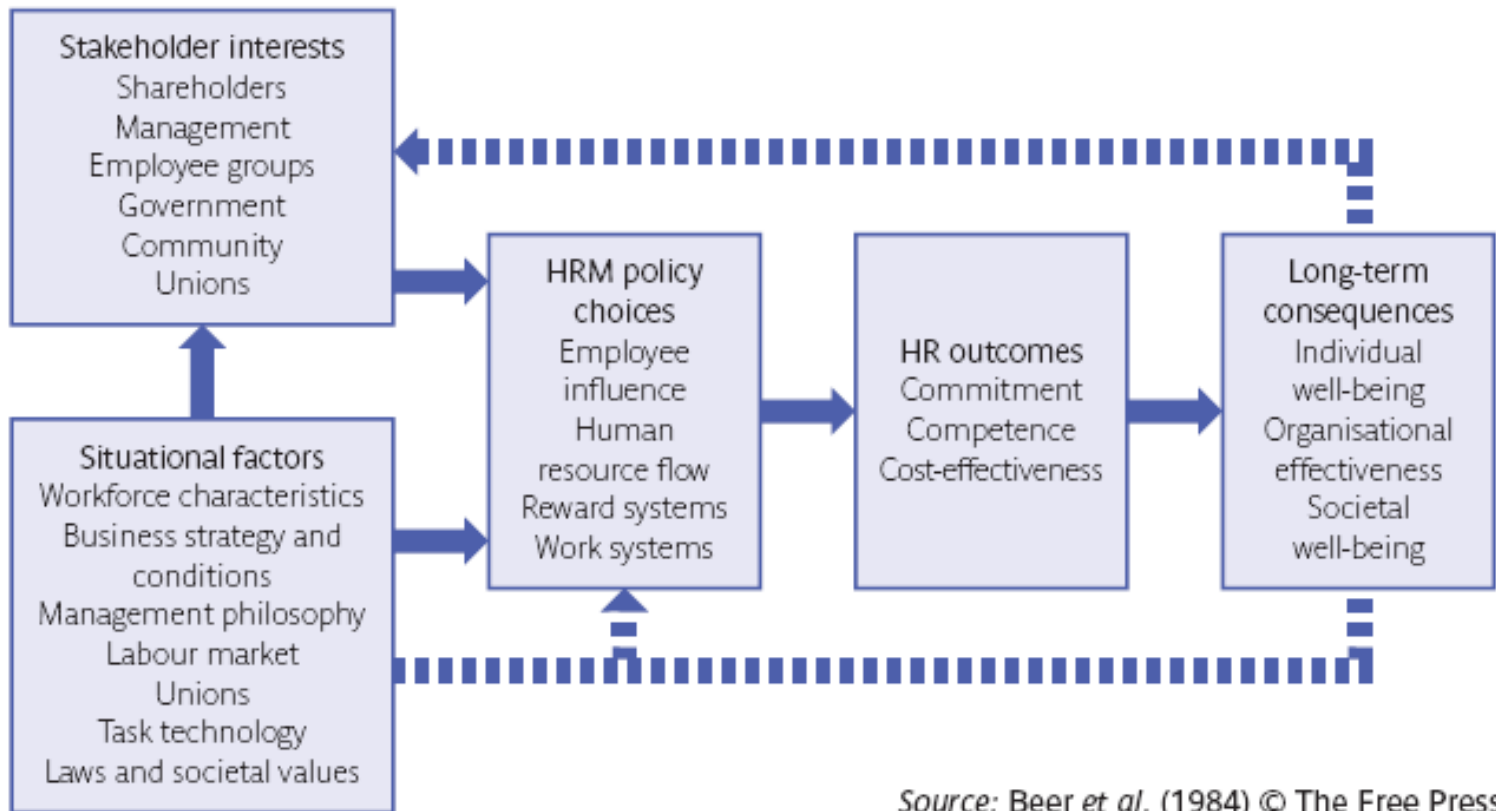 Stakeholder interests
Shareholders
Management
Employee groups
Government
Community
Unions
Situational factors
Workforce characteristics
Business strategy and
conditions
Management philosophy
Labour market
Unions
Task technology
Laws and societal values
HRM policy
choices
Employee
influence
Human
resource flow
Reward systems
Work systems
HR outcomes
Commitment
Competence
Cost-effectiveness
Long-term
consequences
Individual
well-being
Organisational
effectiveness
Societal
well-being
Source: Beer et al. (1984) © The Free Press